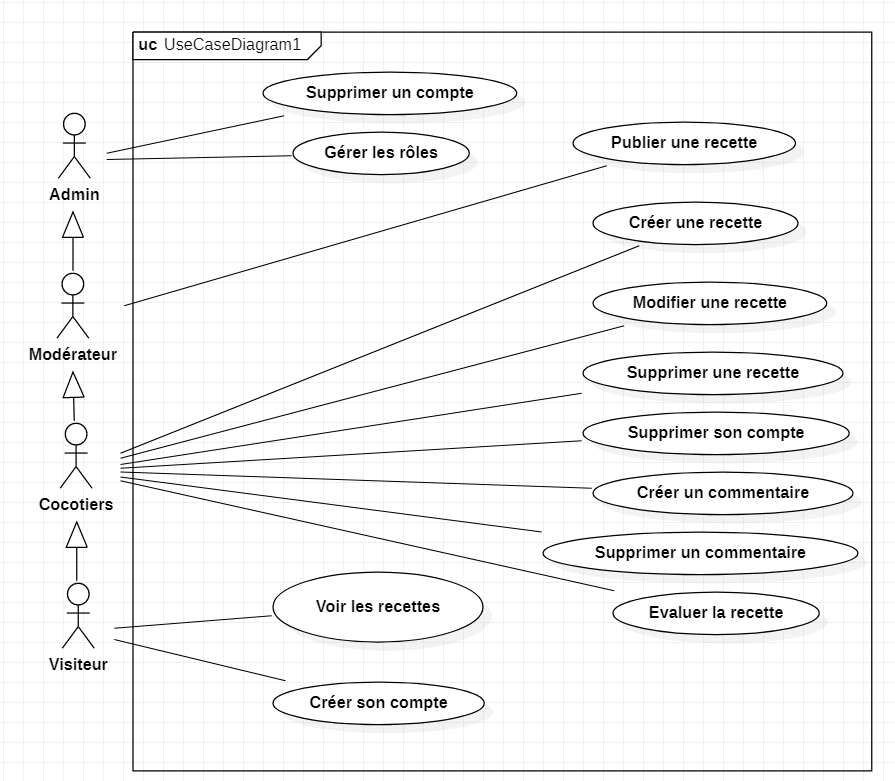 uc UseCaseDiagram1
Supprimer un compte
Gérer les rôles
Publier une recette
Admin
Créer une recette
Modifier une recette
Modérateur
Supprimer une recette
Supprimer son compte
Créer un commentaire
Cocotiers
Supprimer un commentaire
Voir les recettes
Evaluer la recette
Visiteur
Créer son compte